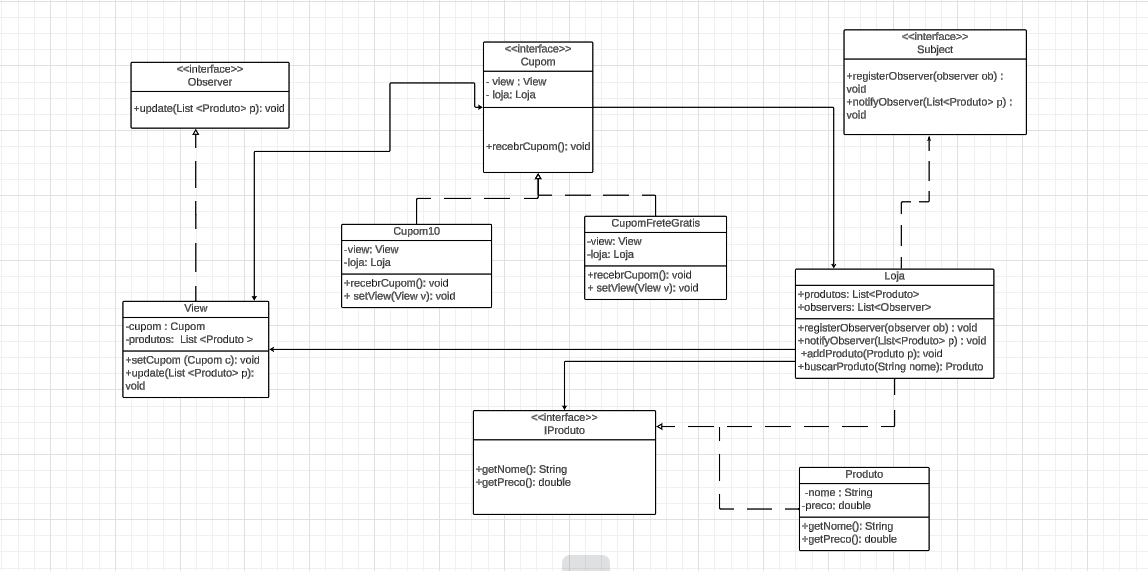 <<interface>>
Observer
+update(List <Produto> p): void
<<interface>>
Cupom
- view : View
- loja: Loja
+recebrCupom(): void
<<interface>>
Subject
+registerObserver(observer ob) :
void
+notifyObserver(List<Produto> p) :
void
Cupom10
-view: View
-loja: Loja
+recebrCupom(): void
+ setView(View v): void
CupomFreteGratis
-view: View
-loja: Loja
+recebrCupom(): void
+ setView(View v): void
View
-cupom : Cupom
-produtos: List <Produto >
+setCupom (Cupom c): void
+update(List <Produto> p):
void
Loja
+produtos: List<Produto>
+observers: List<Observer>
+registerObserver(observer ob) : void
+notifyObserver(List<Produto> p) : void
+addProduto(Produto p): void
+buscarProduto(String nome): Produto
<<interface>>
IProduto
+getNome(): String
+getPreco(): double
Produto
-nome : String
-preco: double
+getNome(): String
+getPreco(): double